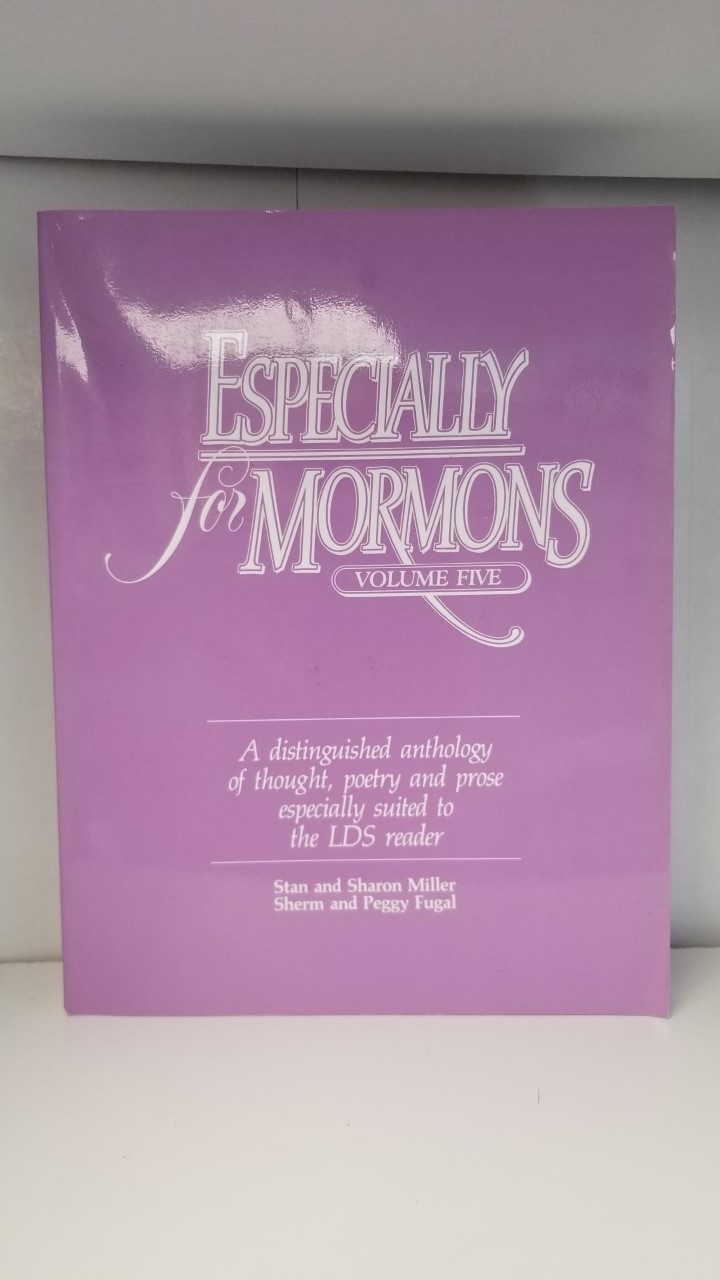 ESPECIALLY
for MORMONS
VOLUME FIVE
A distinguished anthology
of thought, poetry and prose
especially suited to
the LDS reader
Stan and Sharon Miller
Sherm and Peggy Fugal